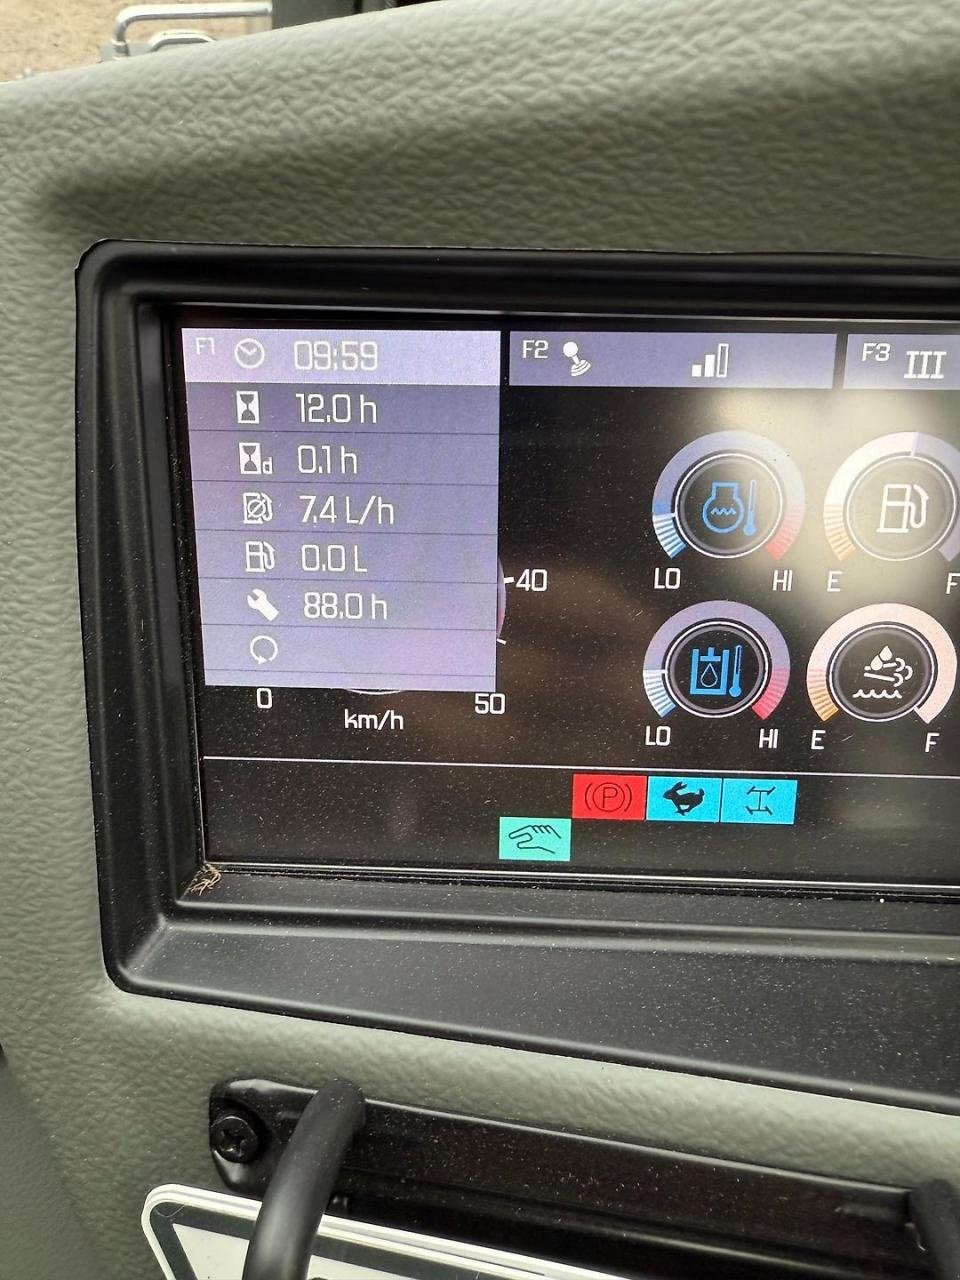 F1 09:59
F2
F3 III
12.0 h
0.1 h
d
7.4 L/h
0.0 L
88.0 h
40
0
50
km/h
LO HI
E F
LO HI
E F
(P)